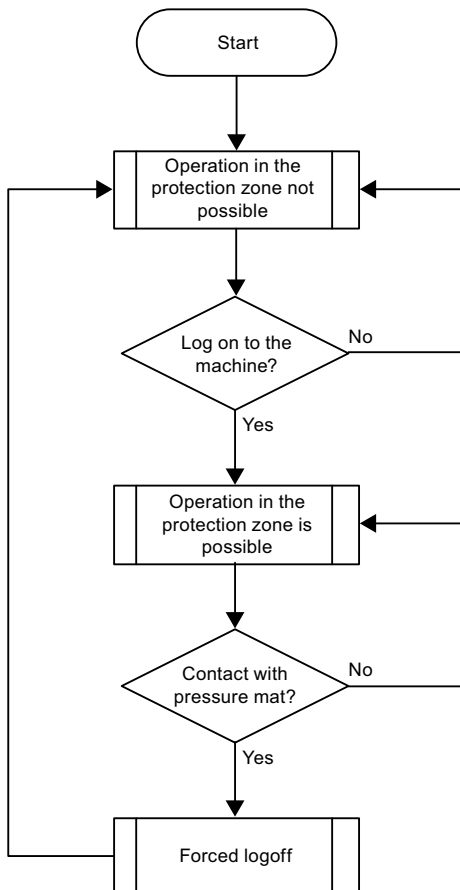 Start
Operation in the
protection zone not
possible
Log on to the
machine?
No
Yes
Operation in the
protection zone is
possible
Contact with
pressure mat?
No
Yes
Forced logoff